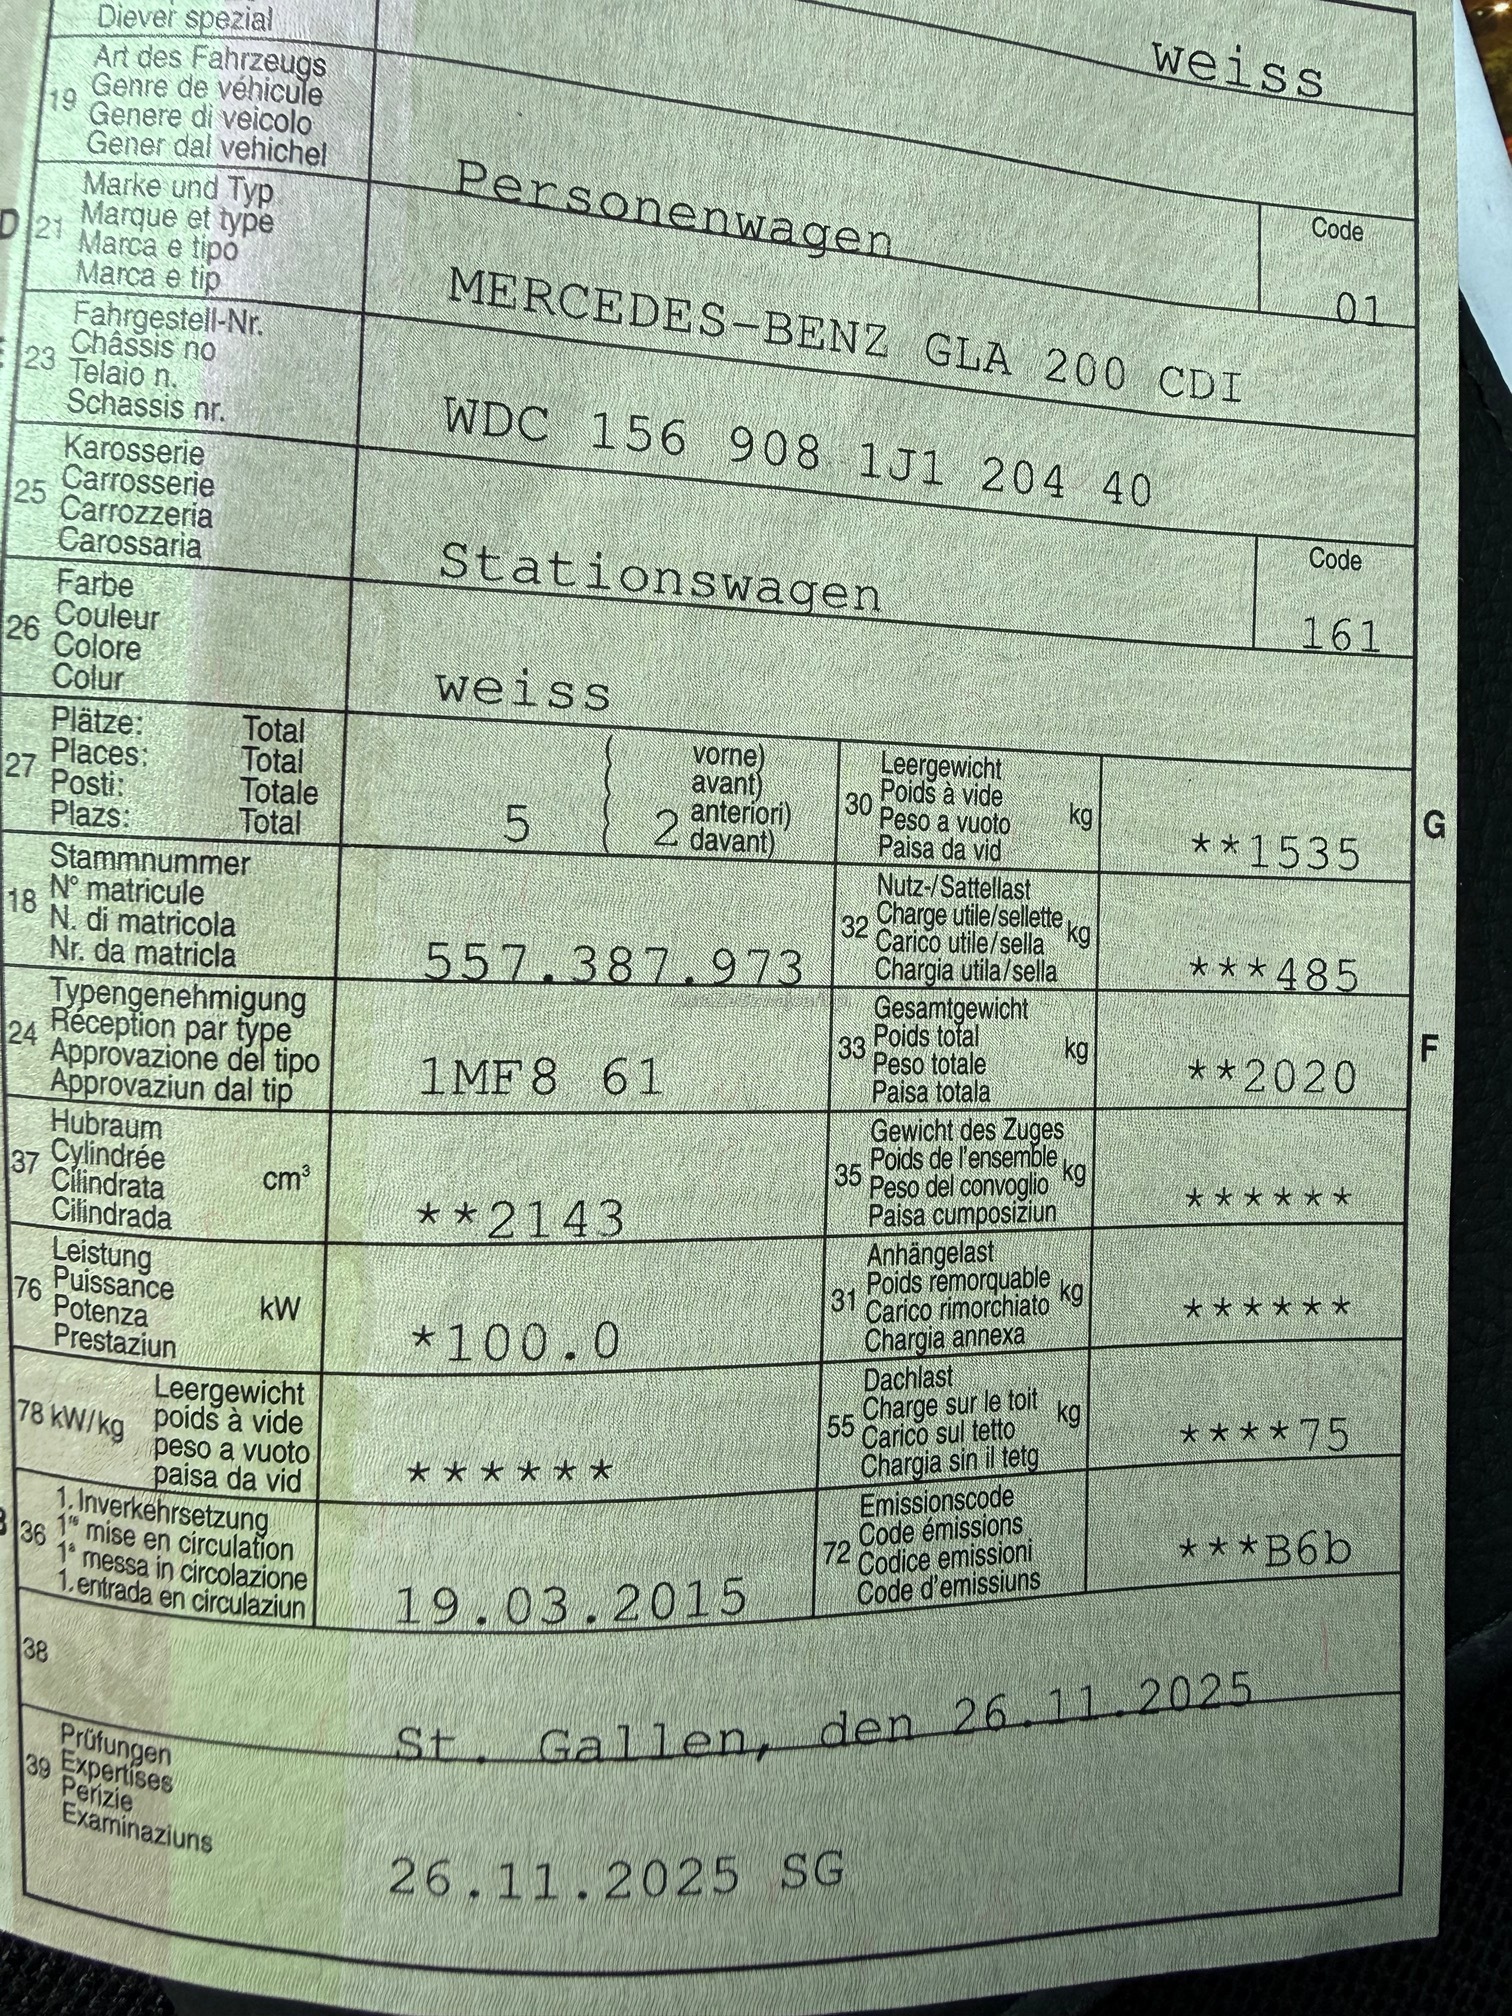 Diever spezial
weiss
19 Art des Fahrzeugs
Genre de véhicule
Genere di veicolo
Gener dal vehichel
Personenwagen
Code
01
D 21 Marke und Typ
Marque et type
Marca e tipo
Marca e tip
MERCEDES-BENZ GLA 200 CDI
23 Fahrgestell-Nr.
Châssis no
Telaio n.
Schassis nr.
WDC 156 908 1J1 204 40
25 Karosserie
Carrosserie
Carrozzeria
Carossaria
Stationswagen
Code
161
26 Farbe
Couleur
Colore
Colur
weiss
27 Plätze: Total
Places: Total
Posti: Totale
Plazs: Total
5 ( 2 vorne)
avant)
anteriori)
davant)
30 Leergewicht
Poids à vide
Peso a vuoto
Paisa da vid
kg
**1535
G
18 Stammnummer
N° matricule
N. di matricola
Nr. da matricla
557.387.973
32 Nutz-/Sattellast
Charge utile/sellette
Carico utile/sella
Chargia utila/sella
kg
***485
24 Typengenehmigung
Réception par type
Approvazione del tipo
Approvaziun dal tip
1MF8 61
33 Gesamtgewicht
Poids total
Peso totale
Paisa totala
kg
**2020
F
37 Hubraum
Cylindrée
Cilindrata
Cilindrada
cm³
**2143
35 Gewicht des Zuges
Poids de l'ensemble
Peso del convoglio
Paisa cumposiziun
kg
******
76 Leistung
Puissance
Potenza
Prestaziun
kW
*100.0
31 Anhängelast
Poids remorquable
Carico rimorchiato
Chargia annexa
kg
******
78 kW/kg Leergewicht
poids à vide
peso a vuoto
paisa da vid
******
55 Dachlast
Charge sur le toit
Carico sul tetto
Chargia sin il tetg
kg
****75
36 1. Inverkehrsetzung
1re mise en circulation
1a messa in circolazione
1. entrada en circulaziun
19.03.2015
72 Emissionscode
Code émissions
Codice emissioni
Code d'emissiuns
***B6b
38
St. Gallen, den 26.11.2025
39 Prüfungen
Expertises
Perizie
Examinaziuns
26.11.2025 SG